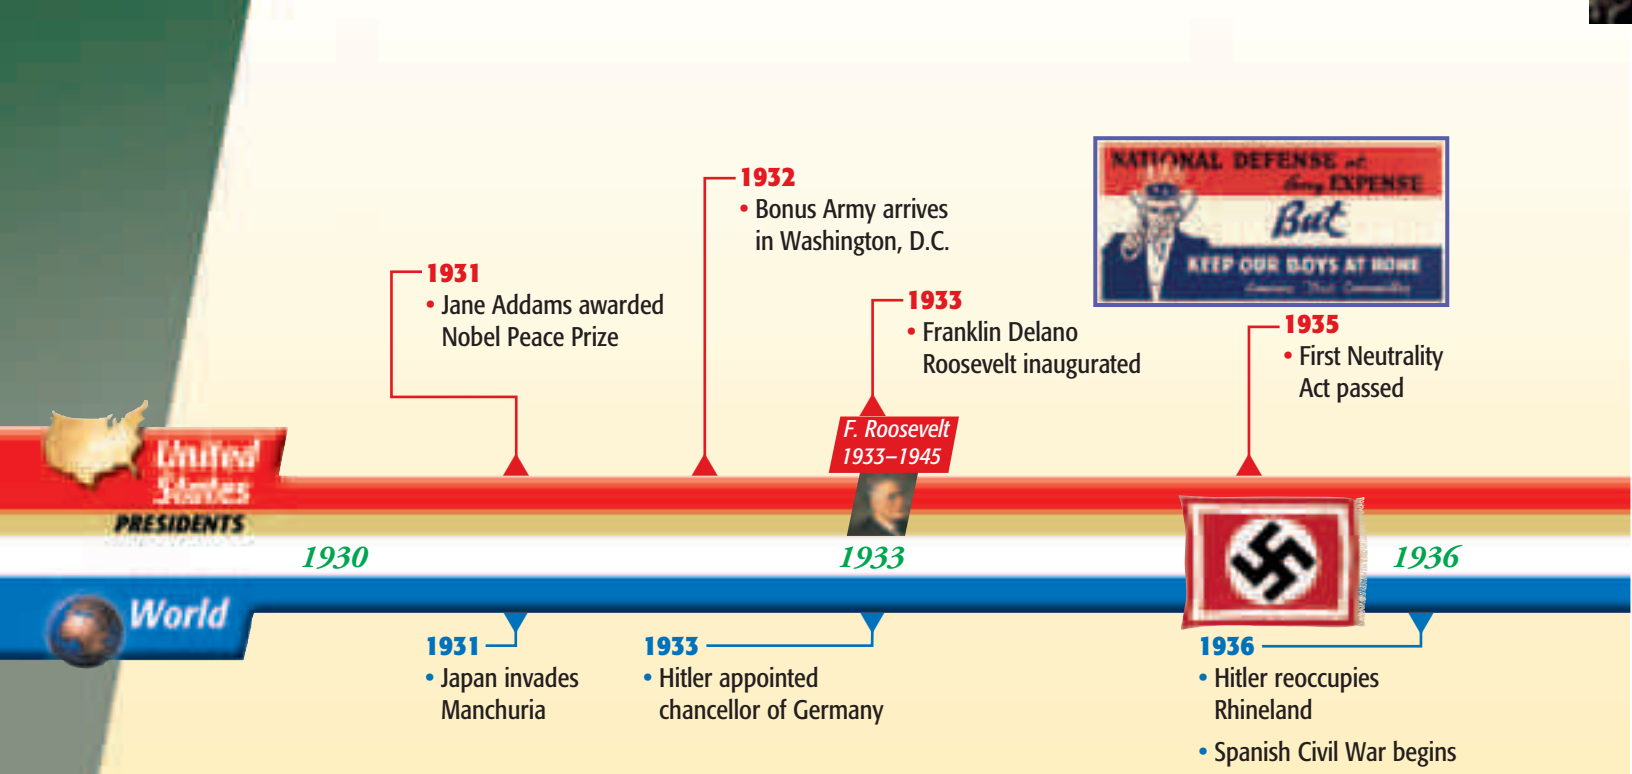 NATIONAL DEFENSE at
Any EXPENSE
But
KEEP OUR BOYS AT HOME
1932
• Bonus Army arrives
in Washington, D.C.
1931
• Jane Addams awarded
Nobel Peace Prize
1933
• Franklin Delano
Roosevelt inaugurated
1935
• First Neutrality
Act passed
F. Roosevelt
1933–1945
United
States
PRESIDENTS
1930
1933
1936
World
1931
• Japan invades
Manchuria
1933
• Hitler appointed
chancellor of Germany
1936
• Hitler reoccupies
Rhineland
• Spanish Civil War begins